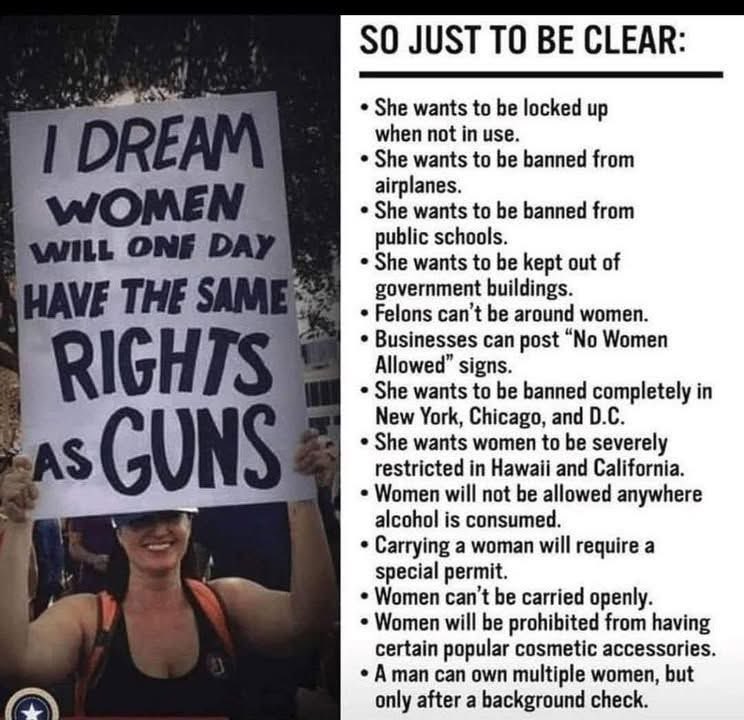 I DREAM
WOMEN
WILL ONE DAY
HAVE THE SAME
RIGHTS
AS GUNS
SO JUST TO BE CLEAR:
• She wants to be locked up
when not in use.
• She wants to be banned from
airplanes.
• She wants to be banned from
public schools.
• She wants to be kept out of
government buildings.
• Felons can't be around women.
• Businesses can post “No Women
Allowed” signs.
• She wants to be banned completely in
New York, Chicago, and D.C.
• She wants women to be severely
restricted in Hawaii and California.
• Women will not be allowed anywhere
alcohol is consumed.
• Carrying a woman will require a
special permit.
• Women can't be carried openly.
• Women will be prohibited from having
certain popular cosmetic accessories.
• A man can own multiple women, but
only after a background check.